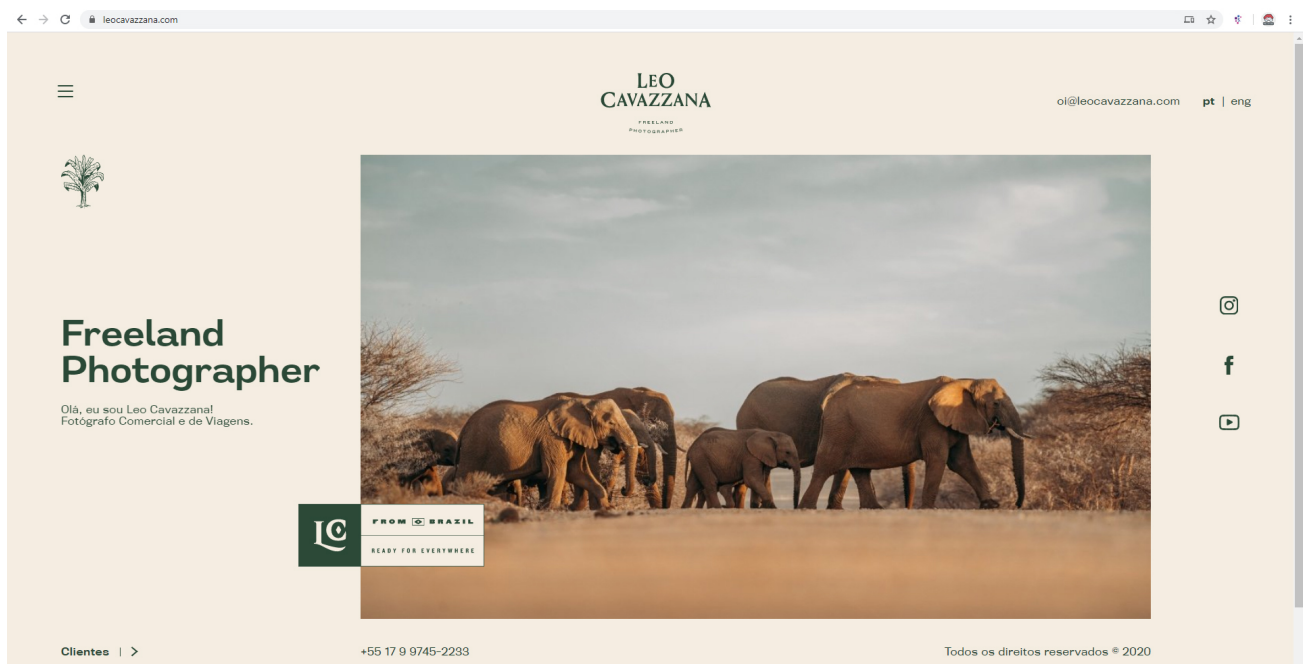 leocavazzana.com
LEO
CAVAZZANA
FREELAND
PHOTOGRAPHER
oi@leocavazzana.com pt | eng
Freeland
Photographer
Olá, eu sou Leo Cavazzana!
Fotógrafo Comercial e de Viagens.
LC
FROM BRAZIL
READY FOR EVERYWHERE
Clientes | >
+55 17 9 9745-2233
Todos os direitos reservados © 2020